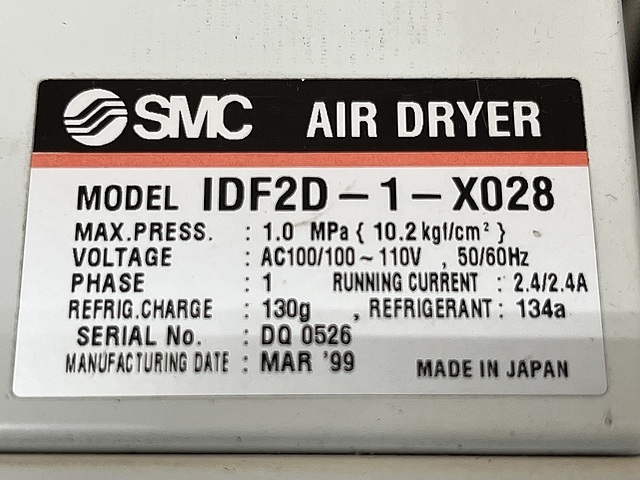 SMC AIR DRYER
MODEL IDF2D-1-X028
MAX.PRESS. : 1.0 MPa { 10.2 kgf/cm² }
VOLTAGE : AC100/100~110V , 50/60Hz
PHASE : 1 RUNNING CURRENT : 2.4/2.4A
REFRIG.CHARGE : 130g , REFRIGERANT : 134a
SERIAL No. : DQ 0526
MANUFACTURING DATE : MAR '99 MADE IN JAPAN